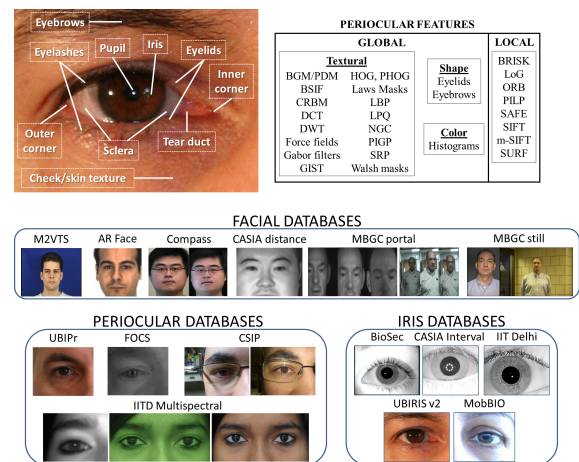 Eyebrows
Eyelashes
Pupil
Iris
Eyelids
Inner
corner
Outer
corner
Sclera
Tear duct
Cheek/skin texture
PERIOCULAR FEATURES
GLOBAL
LOCAL
Textural
BGM/PDM HOG, PHOG
BSIF Laws Masks
CRBM LBP
DCT LPQ
DWT NGC
Force fields PIGP
Gabor filters SRP
GIST Walsh masks
Shape
Eyelids
Eyebrows
Color
Histograms
BRISK
LoG
ORB
PILP
SAFE
SIFT
m-SIFT
SURF
FACIAL DATABASES
M2VTS AR Face Compass CASIA distance MBGC portal MBGC still
PERIOCULAR DATABASES
UBIPr FOCS CSIP
IITD Multispectral
IRIS DATABASES
BioSec CASIA Interval IIT Delhi
UBIRIS v2 MobBIO